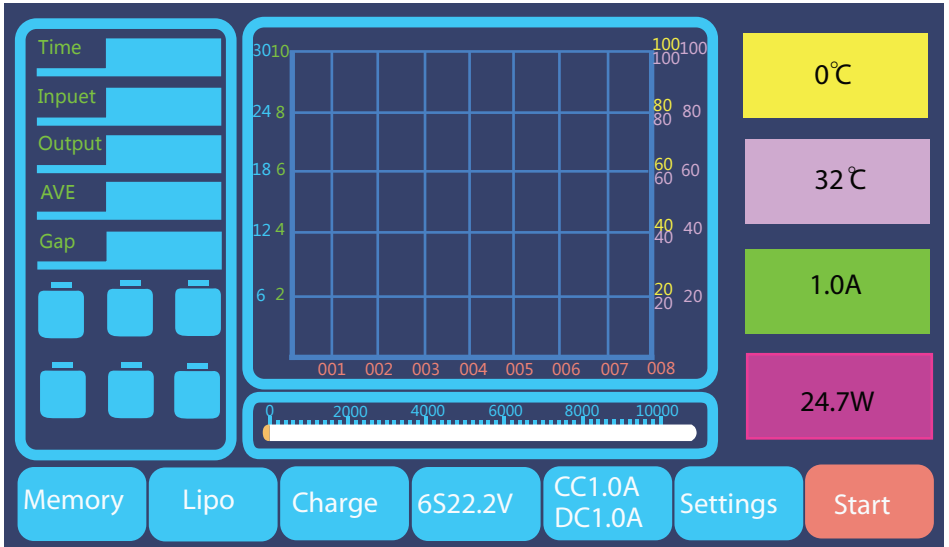 Time
Inpuet
Output
AVE
Gap
30 10 100 100
100
24 8 80 80
80
18 6 60 60
60
12 4 40 40
40
6 2 20 20
20
001 002 003 004 005 006 007 008
0 2000 4000 6000 8000 10000
0℃
32℃
1.0A
24.7W
Memory
Lipo
Charge
6S22.2V
CC1.0A
DC1.0A
Settings
Start